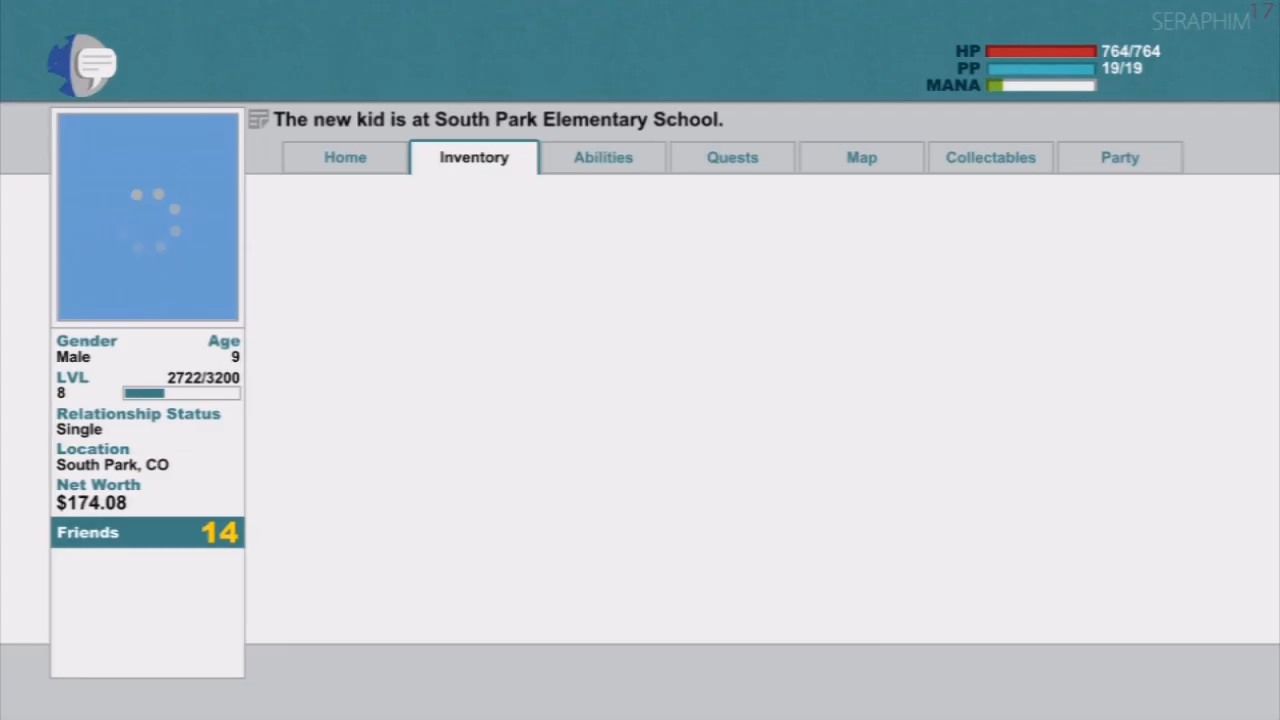 SERAPHIM17
HP 764/764
PP 19/19
MANA
The new kid is at South Park Elementary School.
Home Inventory Abilities Quests Map Collectables Party
Gender Age
Male 9
LVL 2722/3200
8
Relationship Status
Single
Location
South Park, CO
Net Worth
$174.08
Friends 14